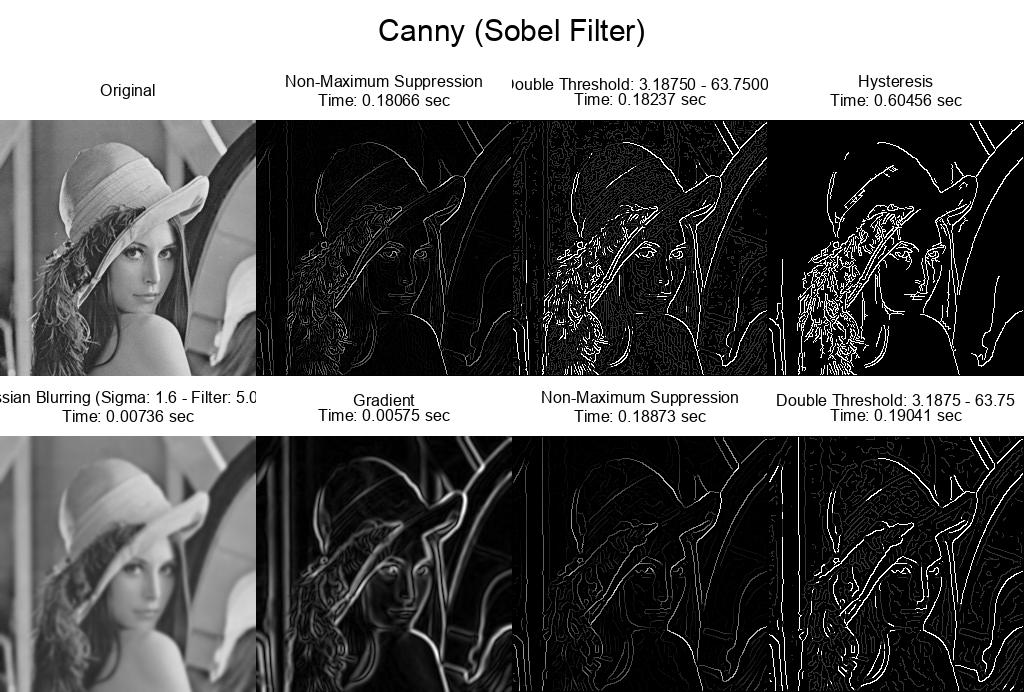 Canny (Sobel Filter)
Original
Non-Maximum Suppression
Time: 0.18066 sec
Double Threshold: 3.18750 - 63.7500
Time: 0.18237 sec
Hysteresis
Time: 0.60456 sec
ssian Blurring (Sigma: 1.6 - Filter: 5.0
Time: 0.00736 sec
Gradient
Time: 0.00575 sec
Non-Maximum Suppression
Time: 0.18873 sec
Double Threshold: 3.1875 - 63.75
Time: 0.19041 sec